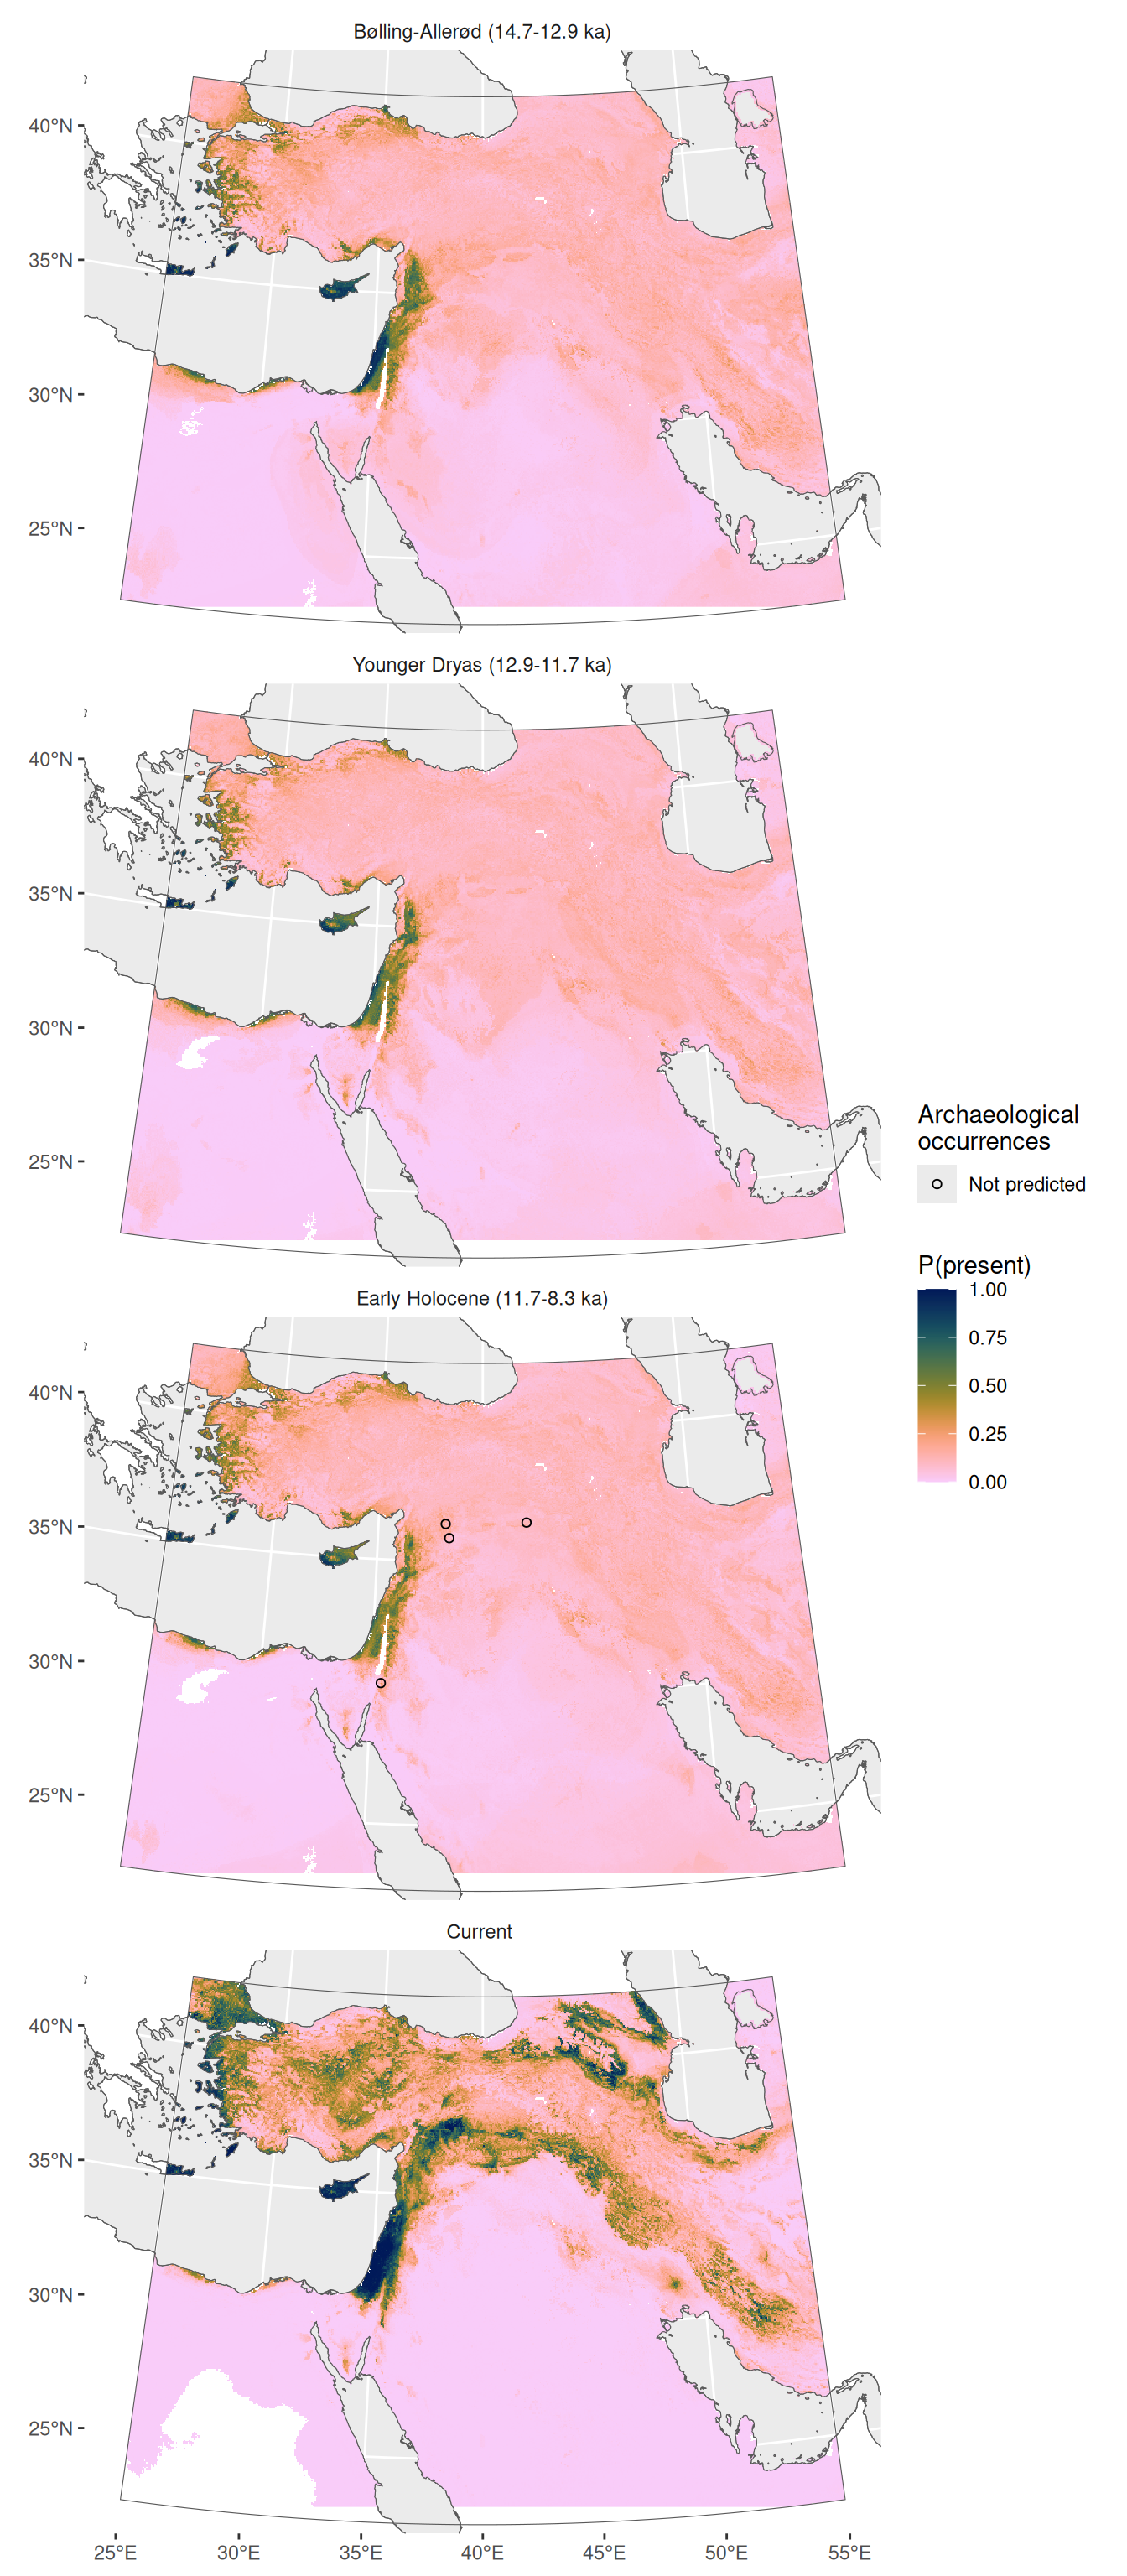 Bølling-Allerød (14.7-12.9 ka)
40°N
35°N
30°N
25°N
Younger Dryas (12.9-11.7 ka)
40°N
35°N
30°N
25°N
Archaeological
occurrences
Not predicted
P(present)
1.00
0.75
0.50
0.25
0.00
Early Holocene (11.7-8.3 ka)
40°N
35°N
30°N
25°N
Current
40°N
35°N
30°N
25°N
25°E 30°E 35°E 40°E 45°E 50°E 55°E